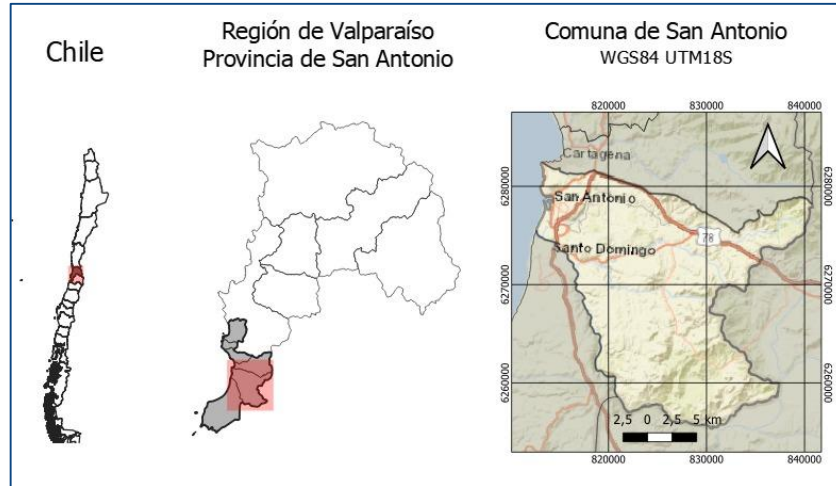 Chile
Región de Valparaíso
Provincia de San Antonio
Comuna de San Antonio
WGS84 UTM18S
820000 830000 840000
6280000
6270000
6260000
Cartagena
San Antonio
Santo Domingo
78
6280000
6270000
6260000
2,5 0 2,5 5 km
820000 830000 840000